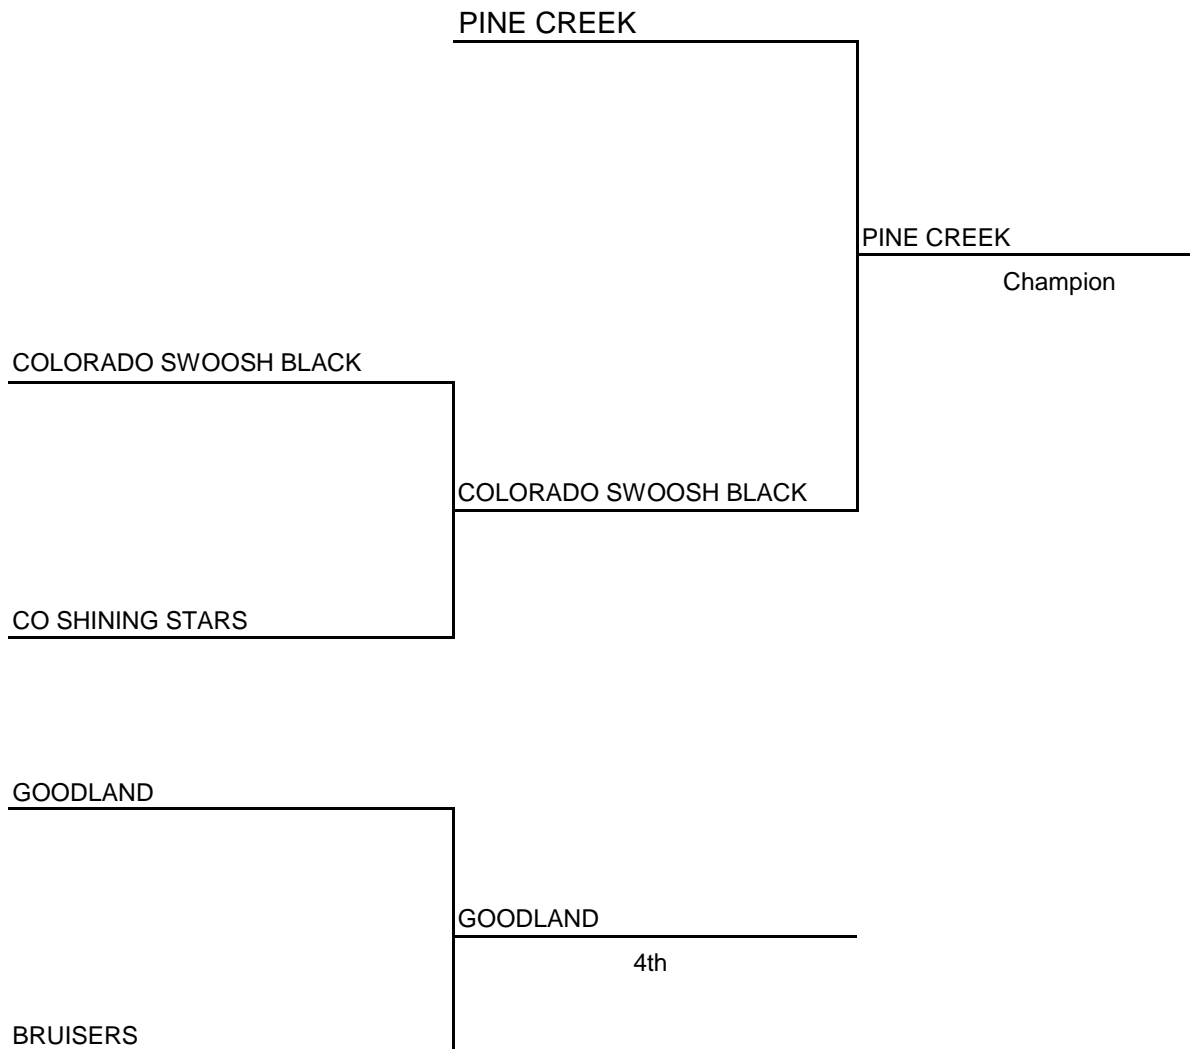 PINE CREEK
PINE CREEK
Champion
COLORADO SWOOSH BLACK
COLORADO SWOOSH BLACK
CO SHINING STARS
GOODLAND
GOODLAND
4th
BRUISERS